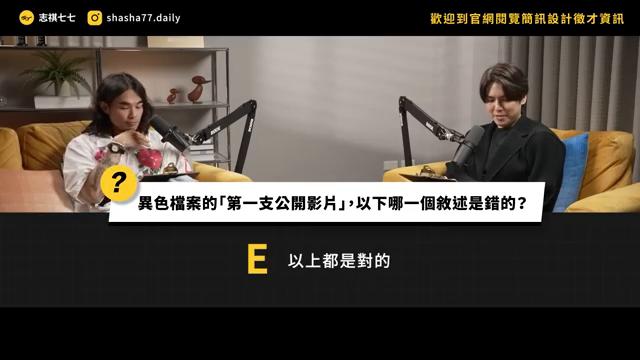 志祺七七 shasha77.daily 歡迎到官網閱覽簡訊設計徵才資訊
? 異色檔案的「第一支公開影片」,以下哪一個敘述是錯的?
E 以上都是對的